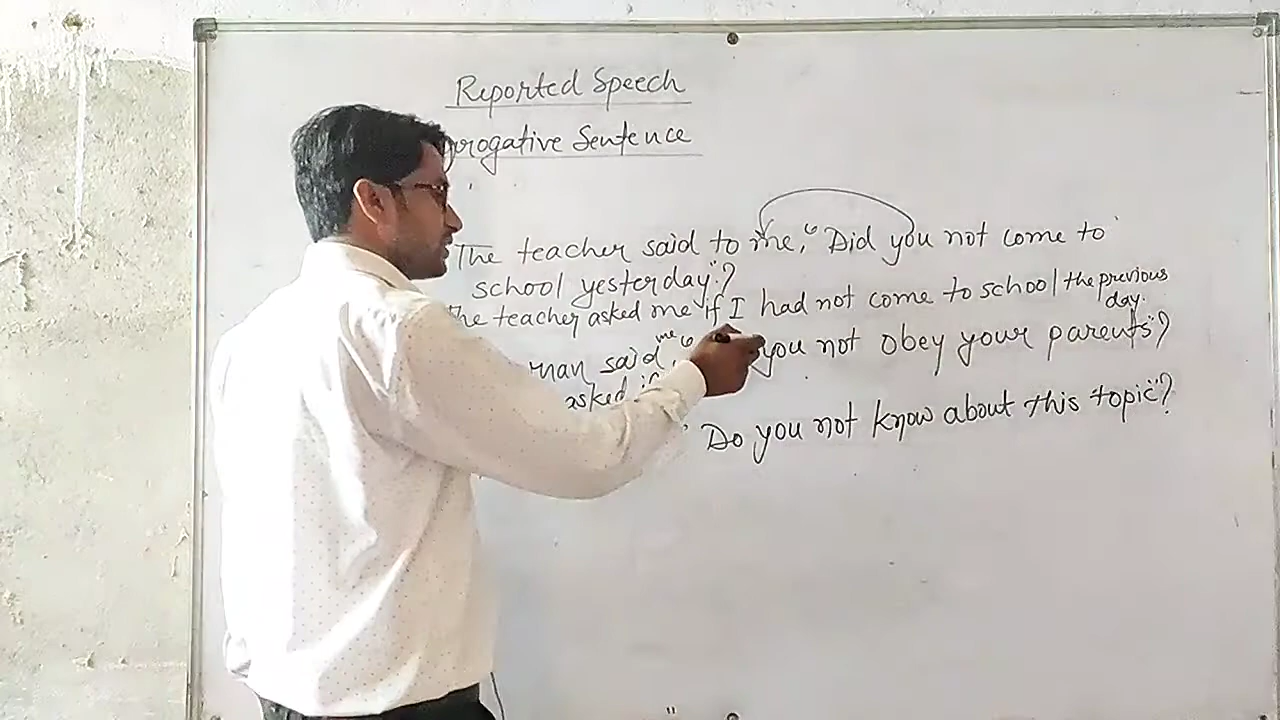 Reported Speech
rrogative Sentence
The teacher said to me, "Did you not come to
school yesterday"?
The teacher asked me if I had not come to school the previous
day.
man said me " you not obey your parents"?
asked if
Do you not know about this topic"?